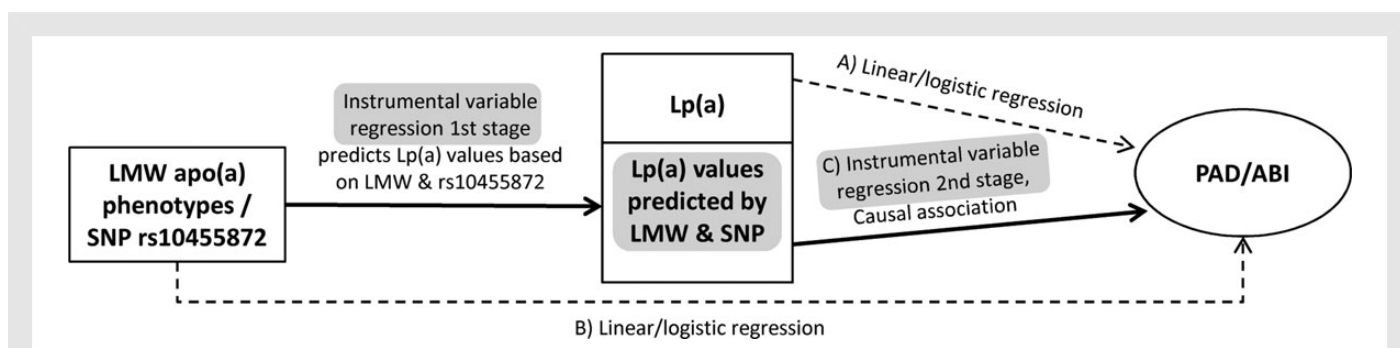 LMW apo(a)
phenotypes /
SNP rs10455872
Instrumental variable
regression 1st stage
predicts Lp(a) values based
on LMW & rs10455872
Lp(a)
Lp(a) values
predicted by
LMW & SNP
A) Linear/logistic regression
C) Instrumental variable
regression 2nd stage,
Causal association
PAD/ABI
B) Linear/logistic regression